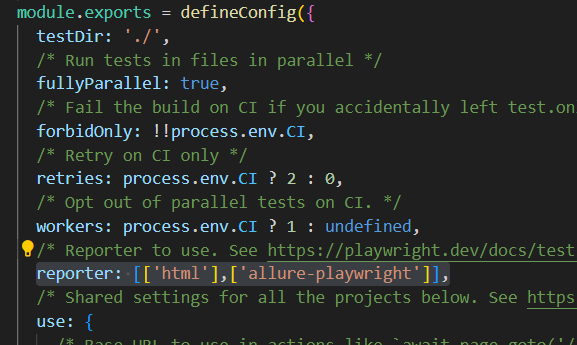 module.exports = defineConfig({
testDir: './',
/* Run tests in files in parallel */
fullyParallel: true,
/* Fail the build on CI if you accidentally left test.on
forbidOnly: !!process.env.CI,
/* Retry on CI only */
retries: process.env.CI ? 2 : 0,
/* Opt out of parallel tests on CI. */
workers: process.env.CI ? 1 : undefined,
/* Reporter to use. See https://playwright.dev/docs/test
reporter: [['html'],['allure-playwright']],
/* Shared settings for all the projects below. See https
use: {
/* Base URL to use in actions like `await page.goto('/